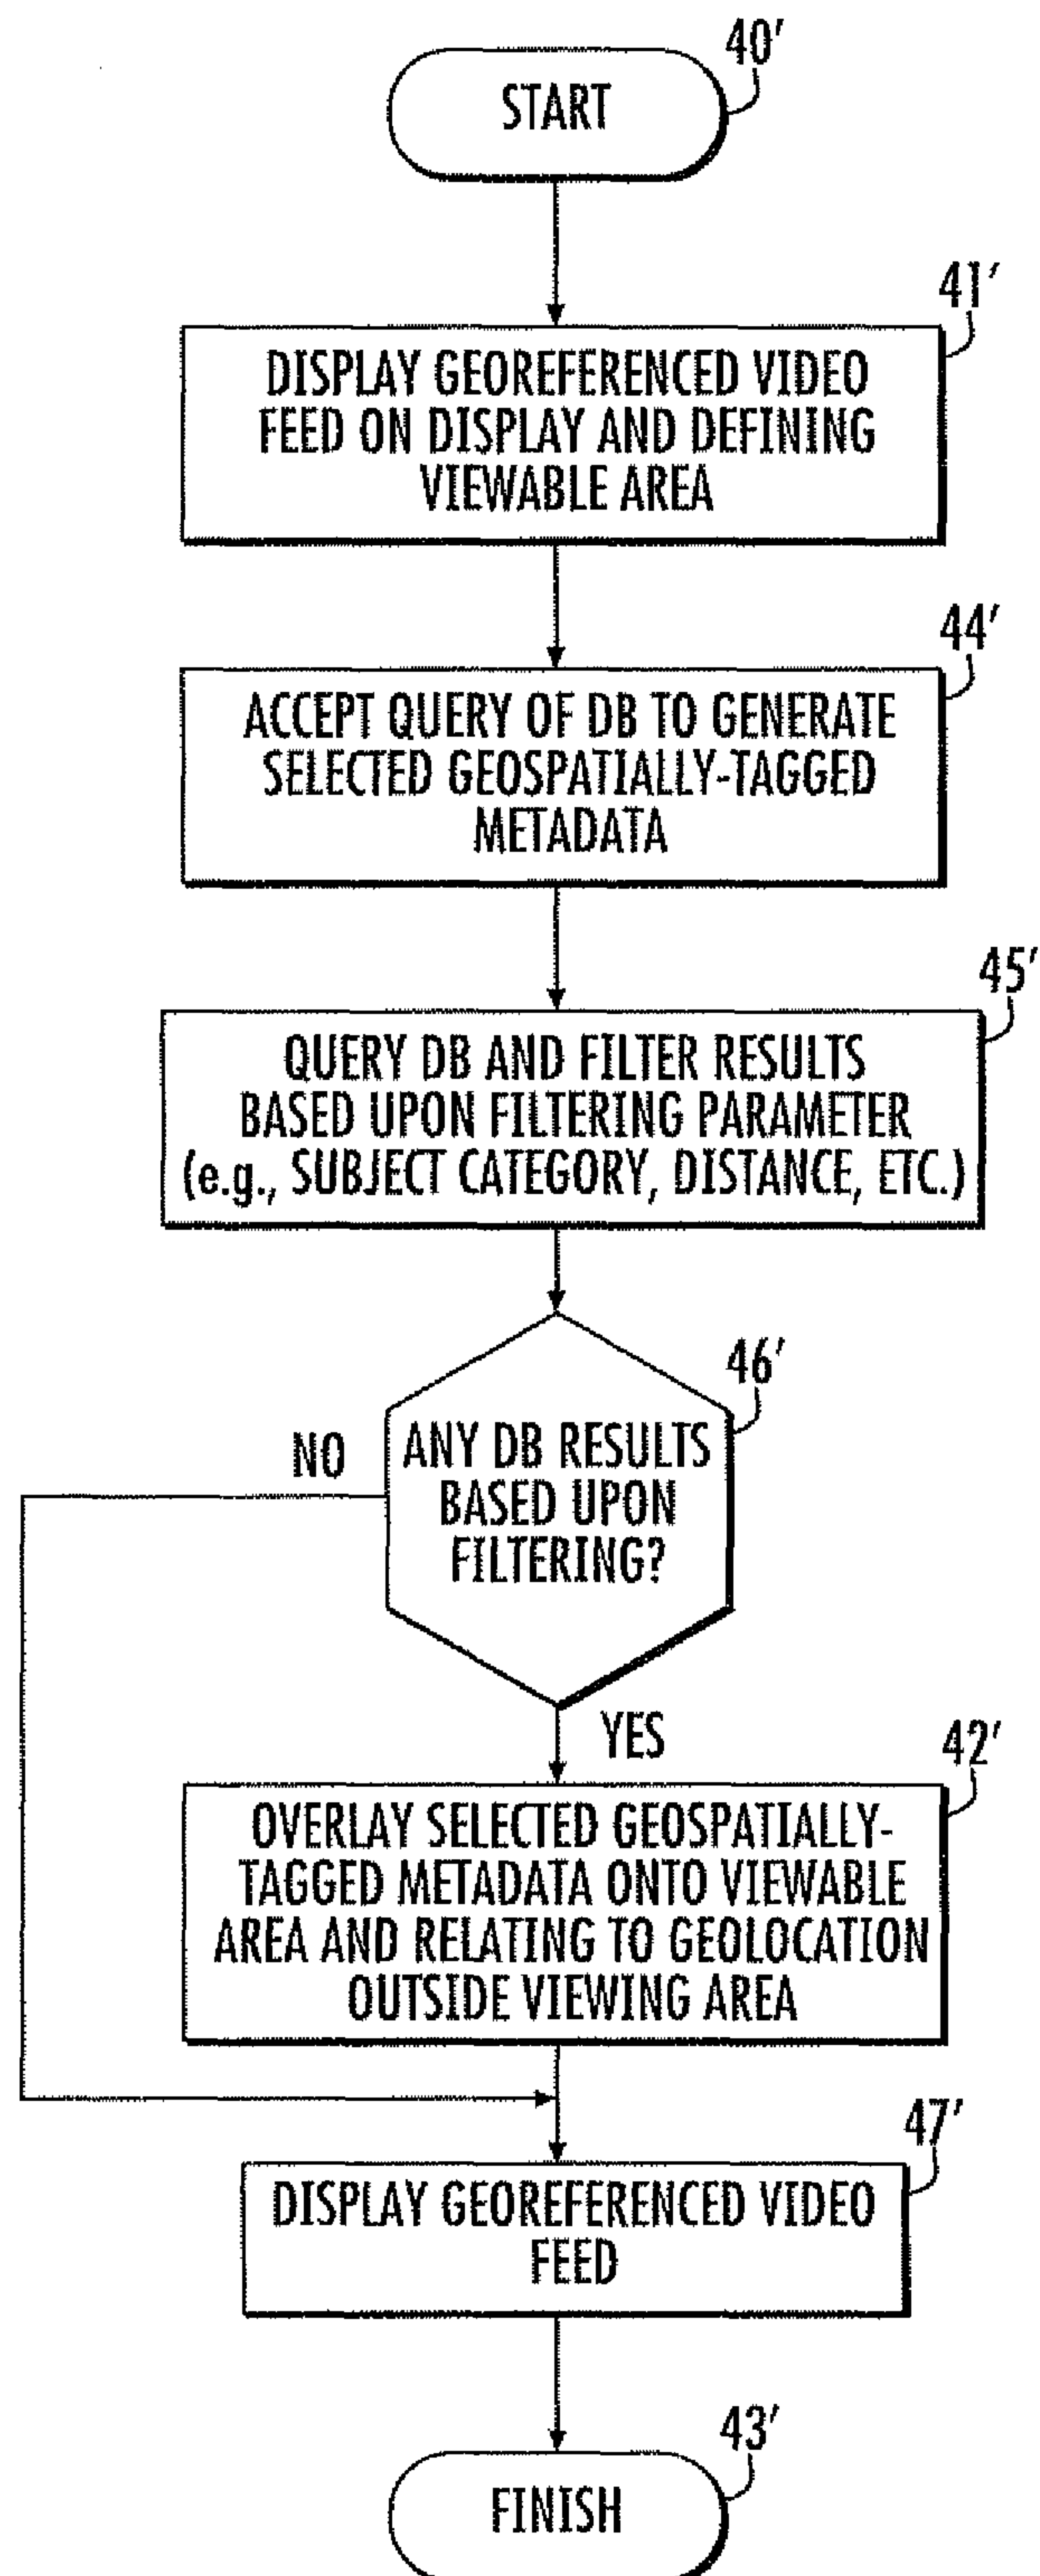 40'
START
41'
DISPLAY GEOREFERENCED VIDEO
FEED ON DISPLAY AND DEFINING
VIEWABLE AREA
44'
ACCEPT QUERY OF DB TO GENERATE
SELECTED GEOSPATIALLY-TAGGED
METADATA
45'
QUERY DB AND FILTER RESULTS
BASED UPON FILTERING PARAMETER
(e.g., SUBJECT CATEGORY, DISTANCE, ETC.)
46'
NO
ANY DB RESULTS
BASED UPON
FILTERING?
YES
42'
OVERLAY SELECTED GEOSPATIALLY-
TAGGED METADATA ONTO VIEWABLE
AREA AND RELATING TO GEOLOCATION
OUTSIDE VIEWING AREA
47'
DISPLAY GEOREFERENCED VIDEO
FEED
43'
FINISH